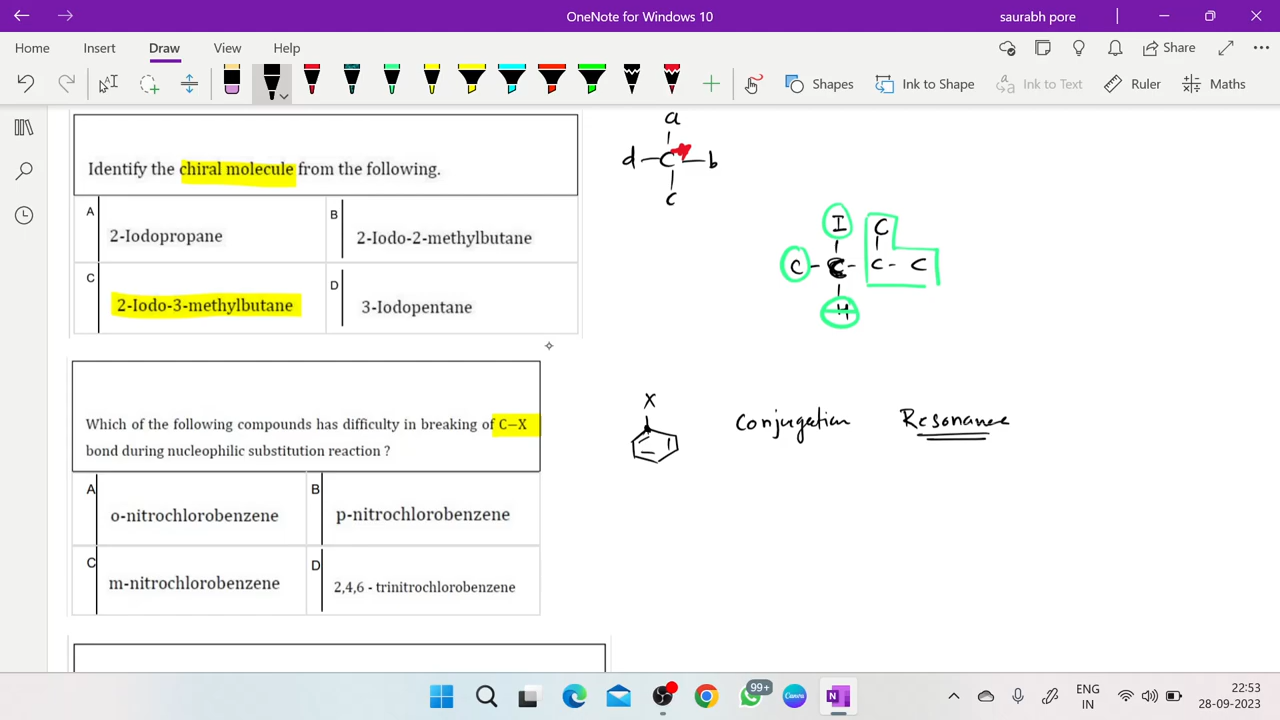 OneNote for Windows 10
saurabh pore
Home Insert Draw View Help
Share
Shapes
Ink to Shape
Ink to Text
Ruler
Maths
Identify the chiral molecule from the following.
A
2-Iodopropane
B
2-Iodo-2-methylbutane
C
2-Iodo-3-methylbutane
D
3-Iodopentane
a
d C b
c
I C
C C C C
H
Which of the following compounds has difficulty in breaking of C–X
bond during nucleophilic substitution reaction ?
A
o-nitrochlorobenzene
B
p-nitrochlorobenzene
C
m-nitrochlorobenzene
D
2,4,6 - trinitrochlorobenzene
X
Conjugation Resonance
99+
ENG
IN
22:53
28-09-2023